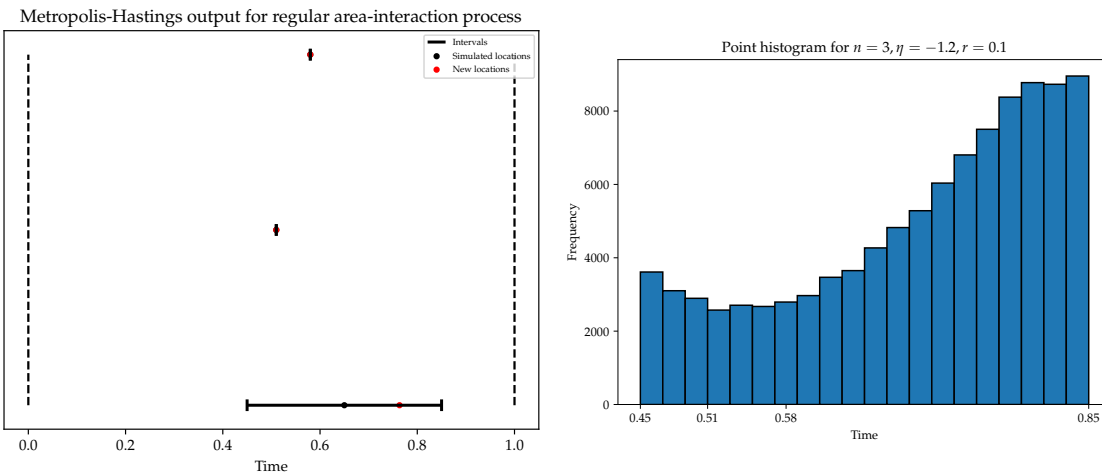 Metropolis-Hastings output for regular area-interaction process
Intervals
Simulated locations
New locations
0.0 0.2 0.4 0.6 0.8 1.0
Time
Point histogram for n = 3, η = −1.2, r = 0.1
8000
6000
4000
2000
0
Frequency
0.45 0.51 0.58 0.85
Time